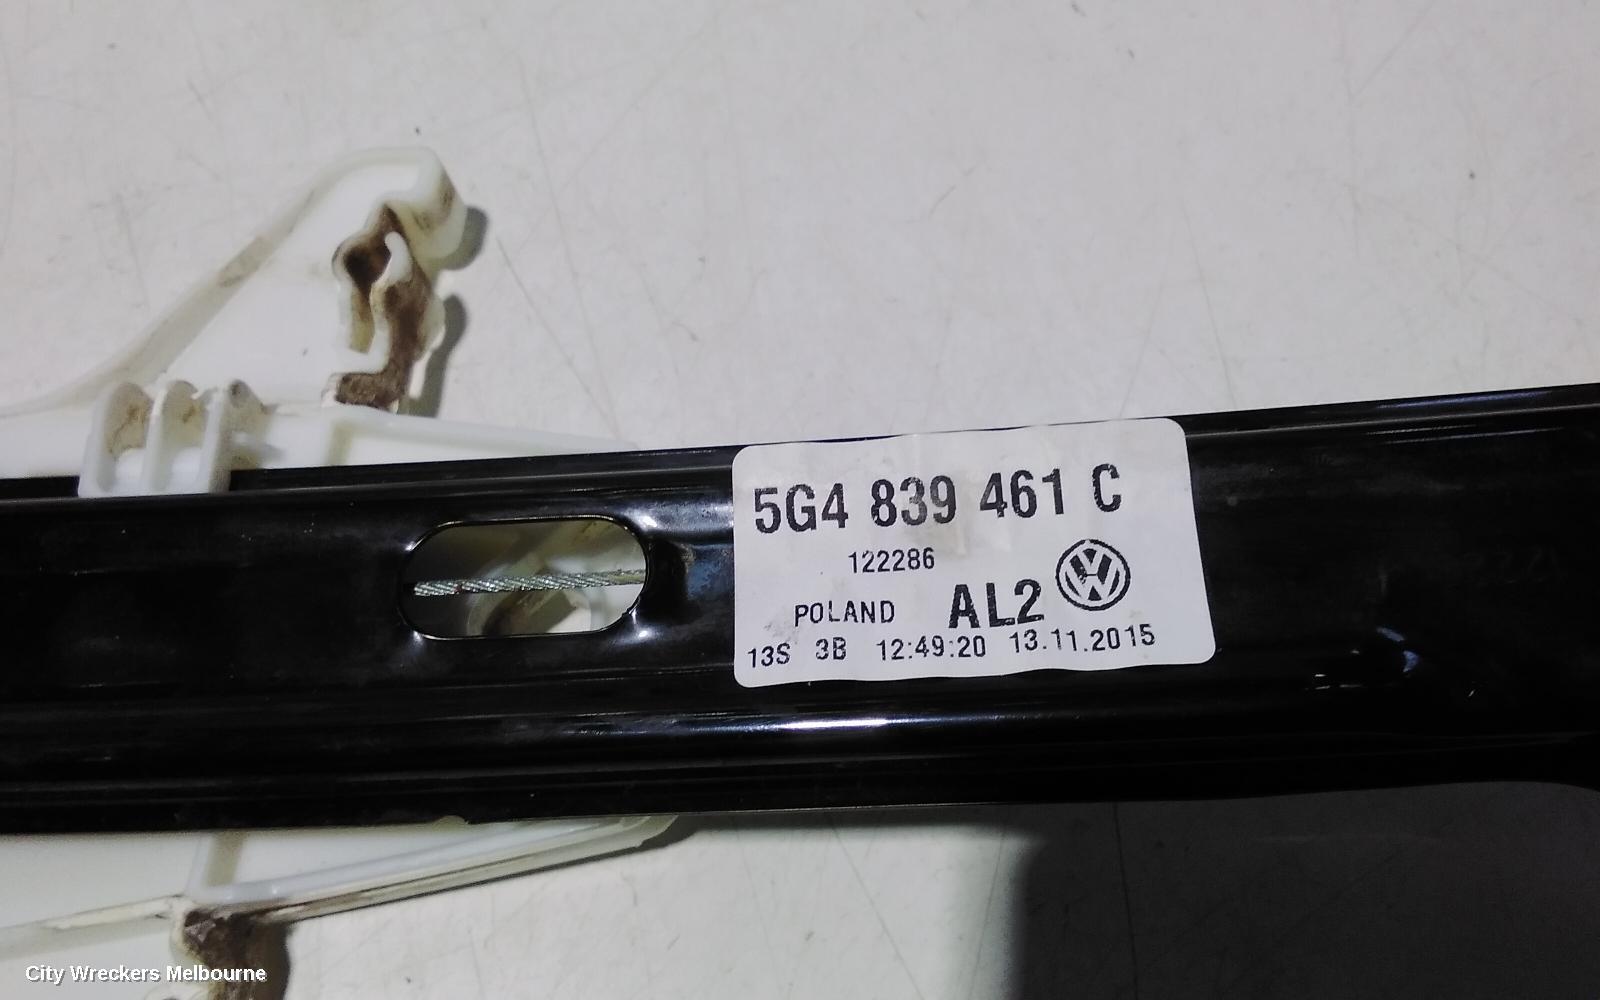 5G4 839 461 C
122286
POLAND AL2
13S 3B 12:49:20 13.11.2015
City Wreckers Melbourne